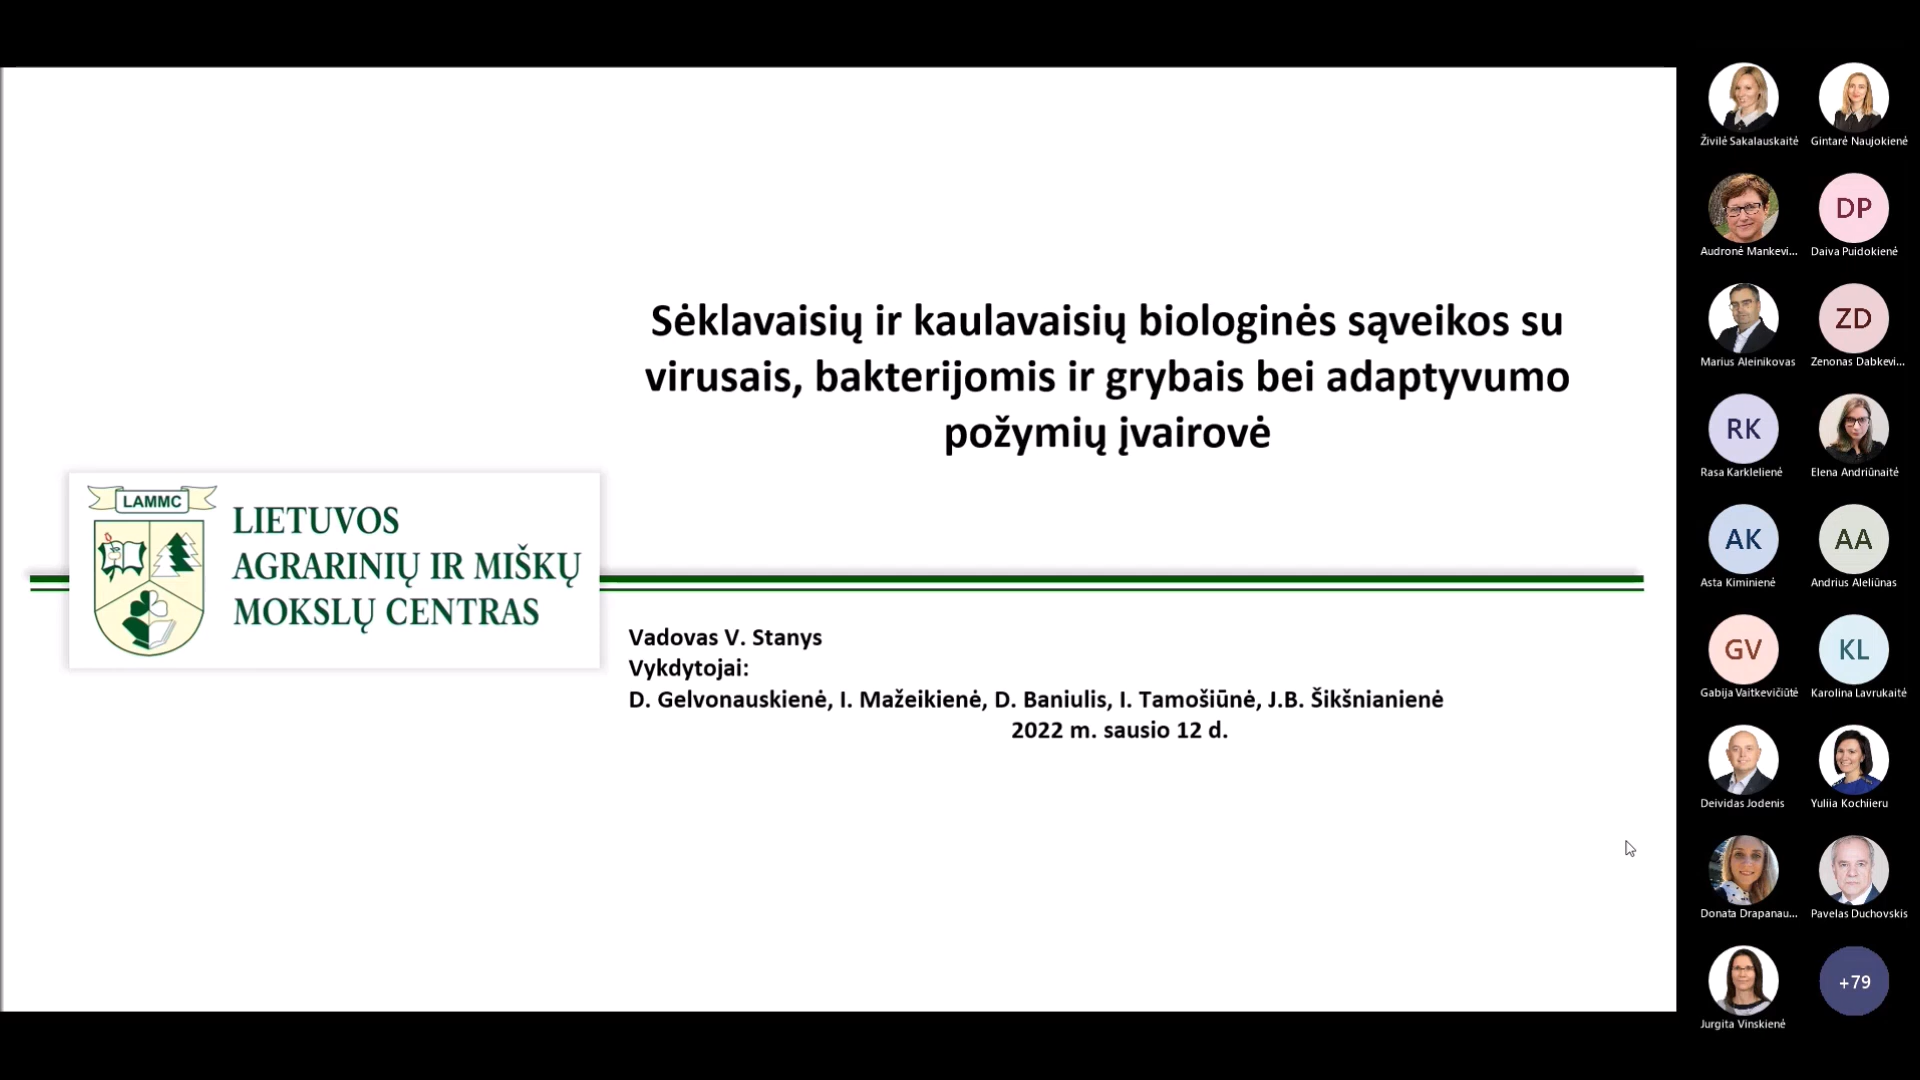 Sėklavaisių ir kaulavaisių biologinės sąveikos su
virusais, bakterijomis ir grybais bei adaptyvumo
požymių įvairovė
LAMMC
LIETUVOS
AGRARINIŲ IR MIŠKŲ
MOKSLŲ CENTRAS
Vadovas V. Stanys
Vykdytojai:
D. Gelvonauskienė, I. Mažeikienė, D. Baniulis, I. Tamošiūnė, J.B. Šikšnianienė
2022 m. sausio 12 d.
Živilė Sakalauskaitė
Gintarė Naujokienė
Audronė Mankevi...
DP
Daiva Puidokienė
Marius Aleinikovas
ZD
Zenonas Dabkevi...
RK
Rasa Karklelienė
Elena Andriūnaitė
AK
Asta Kiminienė
AA
Andrius Aleliūnas
GV
Gabija Vaitkevičiūtė
KL
Karolina Lavrukaitė
Deividas Jodenis
Yuliia Kochiieru
Donata Drapanau...
Pavelas Duchovskis
Jurgita Vinskienė
+79